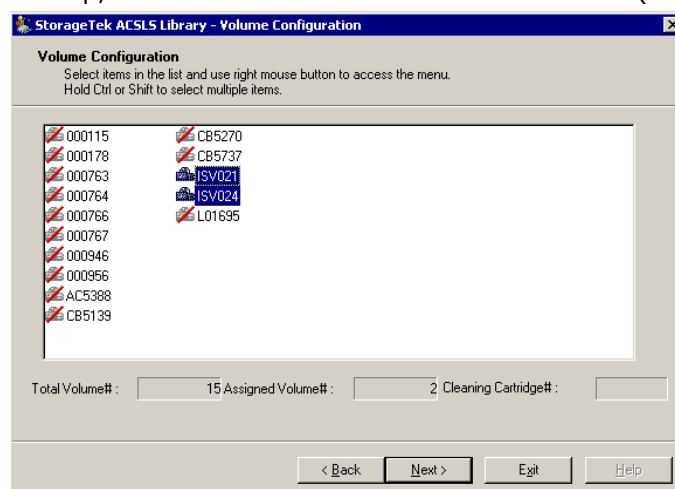 StorageTek ACSLS Library - Volume Configuration
Volume Configuration
Select items in the list and use right mouse button to access the menu.
Hold Ctrl or Shift to select multiple items.
000115 CB5270
000178 CB5737
000763 ISV021
000764 ISV024
000766 L01695
000767
000946
000956
AC5388
CB5139
Total Volume# : 15 Assigned Volume# : 2 Cleaning Cartridge# :
< Back Next > Exit Help